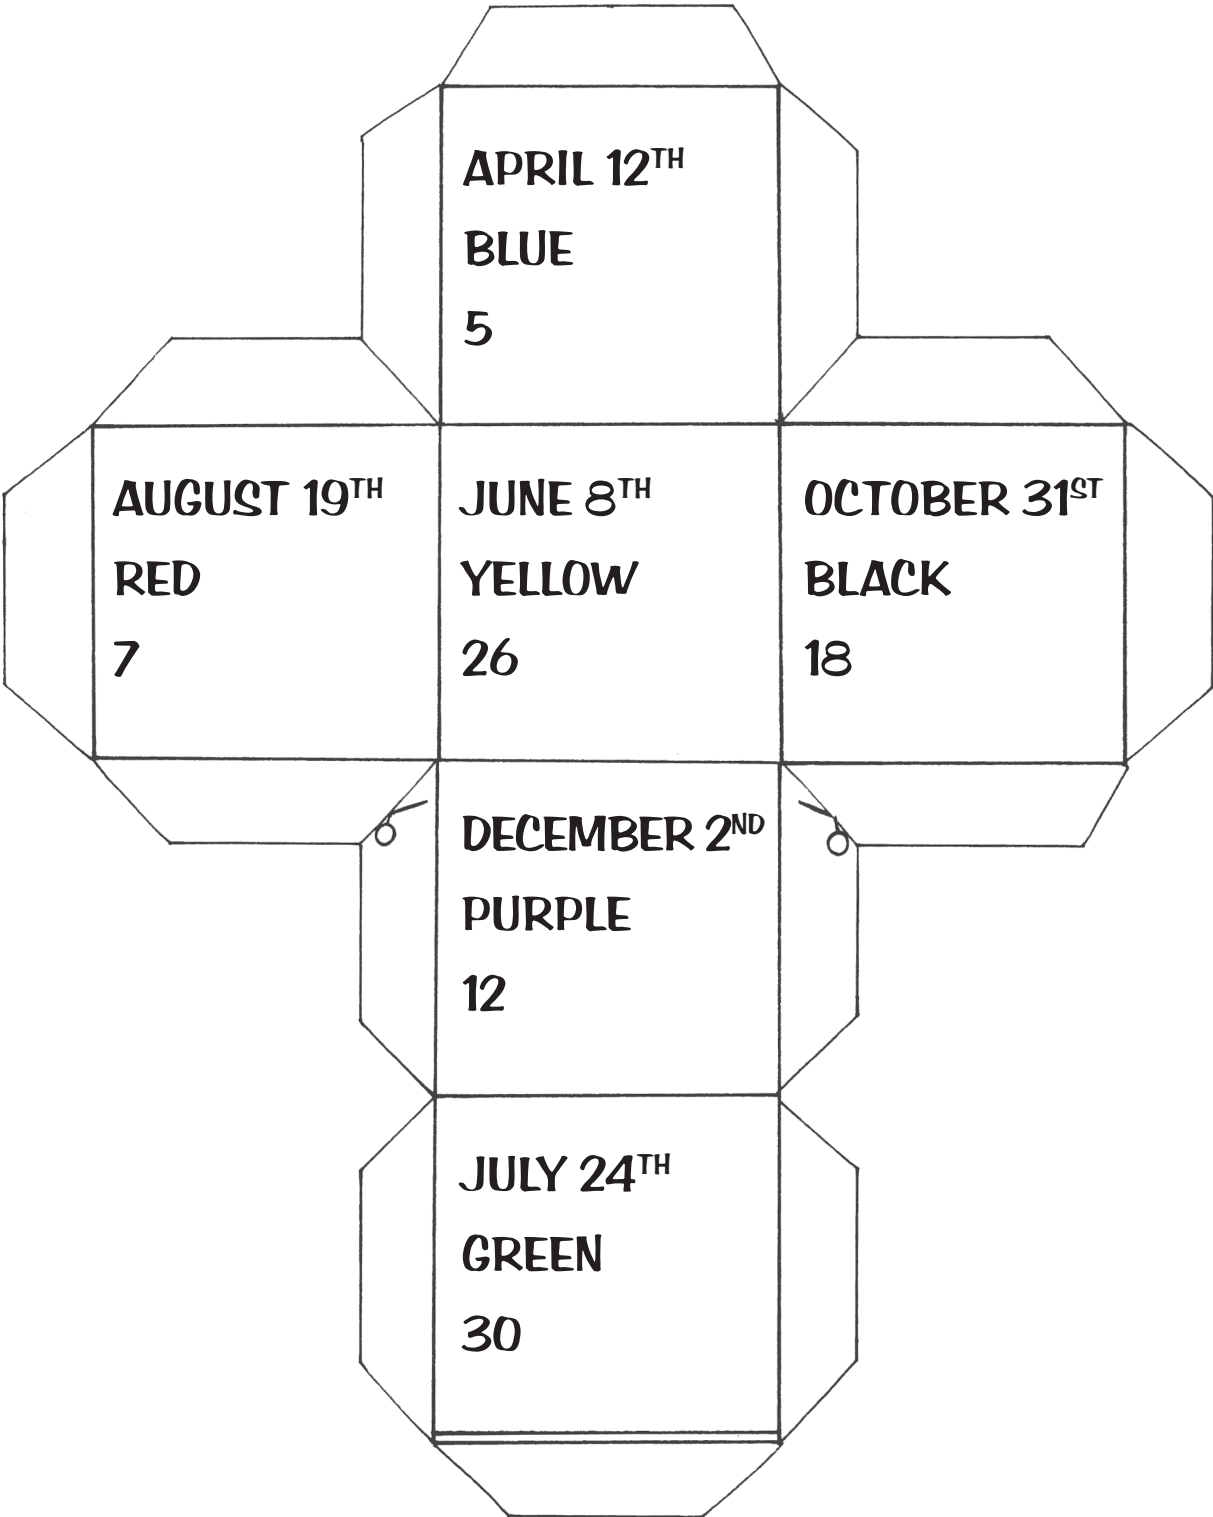 APRIL 12TH
BLUE
5
AUGUST 19TH
RED
7
JUNE 8TH
YELLOW
26
OCTOBER 31ST
BLACK
18
DECEMBER 2ND
PURPLE
12
JULY 24TH
GREEN
30